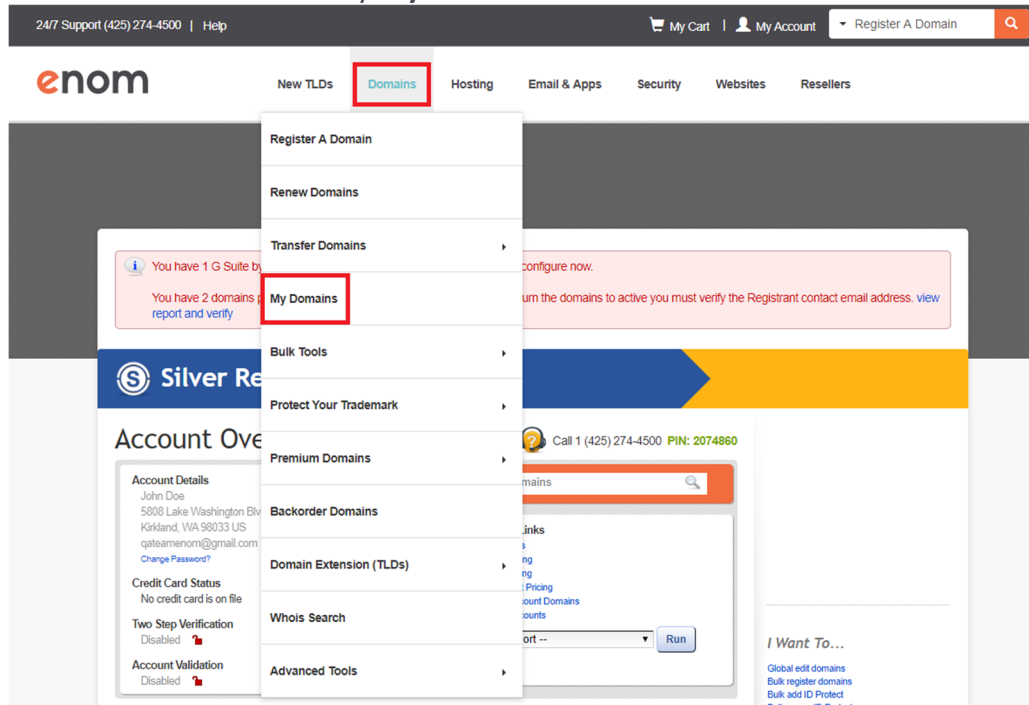 24/7 Support (425) 274-4500 | Help
My Cart | My Account
Register A Domain
enom
New TLDs Domains Hosting Email & Apps Security Websites Resellers
Register A Domain
Renew Domains
Transfer Domains
My Domains
Bulk Tools
Protect Your Trademark
Premium Domains
Backorder Domains
Domain Extension (TLDs)
Whois Search
Advanced Tools
You have 1 G Suite by
configure now.
You have 2 domains
the domains to active you must verify the Registrant contact email address. view
report and verify
S Silver Re
Account Ove
Call 1 (425) 274-4500 PIN: 2074860
Account Details
John Doe
5808 Lake Washington Blv
Kirkland, WA 98033 US
qateamenom@gmail.com
Change Password?
Credit Card Status
No credit card is on file
Two Step Verification
Disabled
Account Validation
Disabled
mains
inks
s
ng
ng
Pricing
ount Domains
ounts
ort --
Run
I Want To...
Global edit domains
Bulk register domains
Bulk add ID Protect